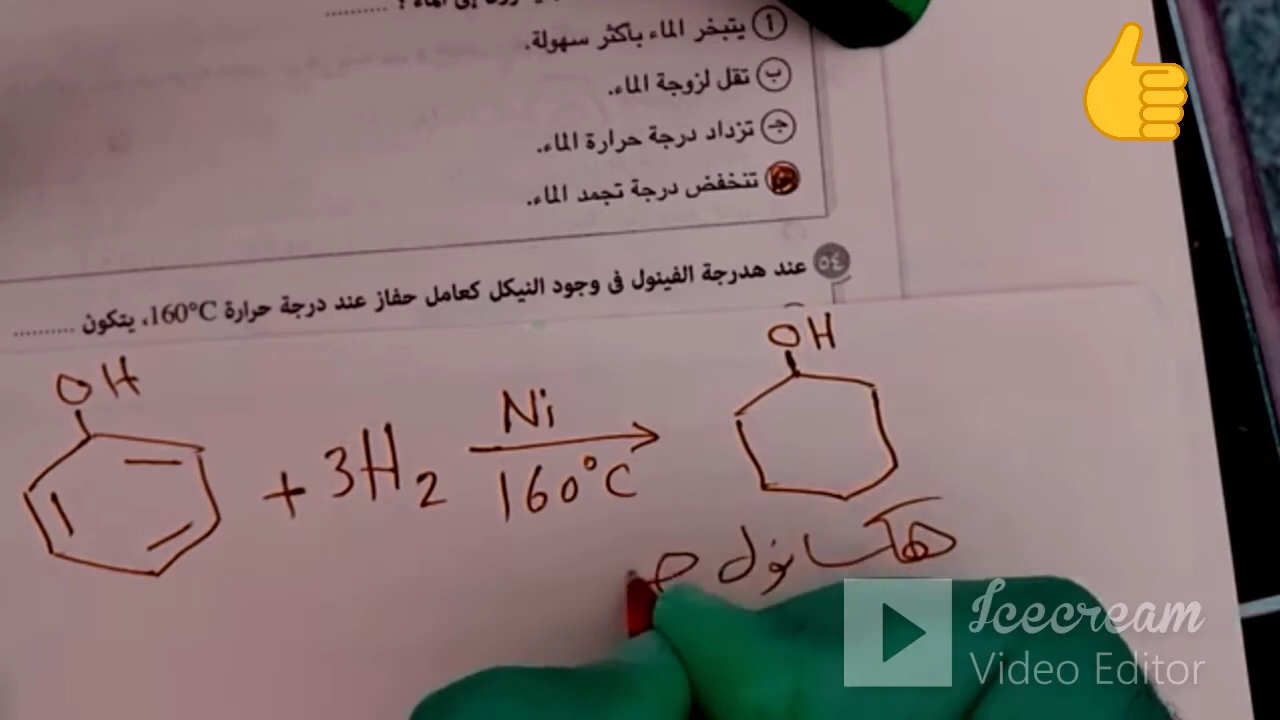 أ يتبخر الماء بأكثر سهولة.
ب تقل لزوجة الماء.
جـ تزداد درجة حرارة الماء.
تنخفض درجة تجمد الماء.
٥٤ عند هدرجة الفينول فى وجود النيكل كعامل حفاز عند درجة حرارة 160°C، يتكون ..........
OH
+ 3H2
Ni
160°C
OH
هكسانول
Icecream
Video Editor